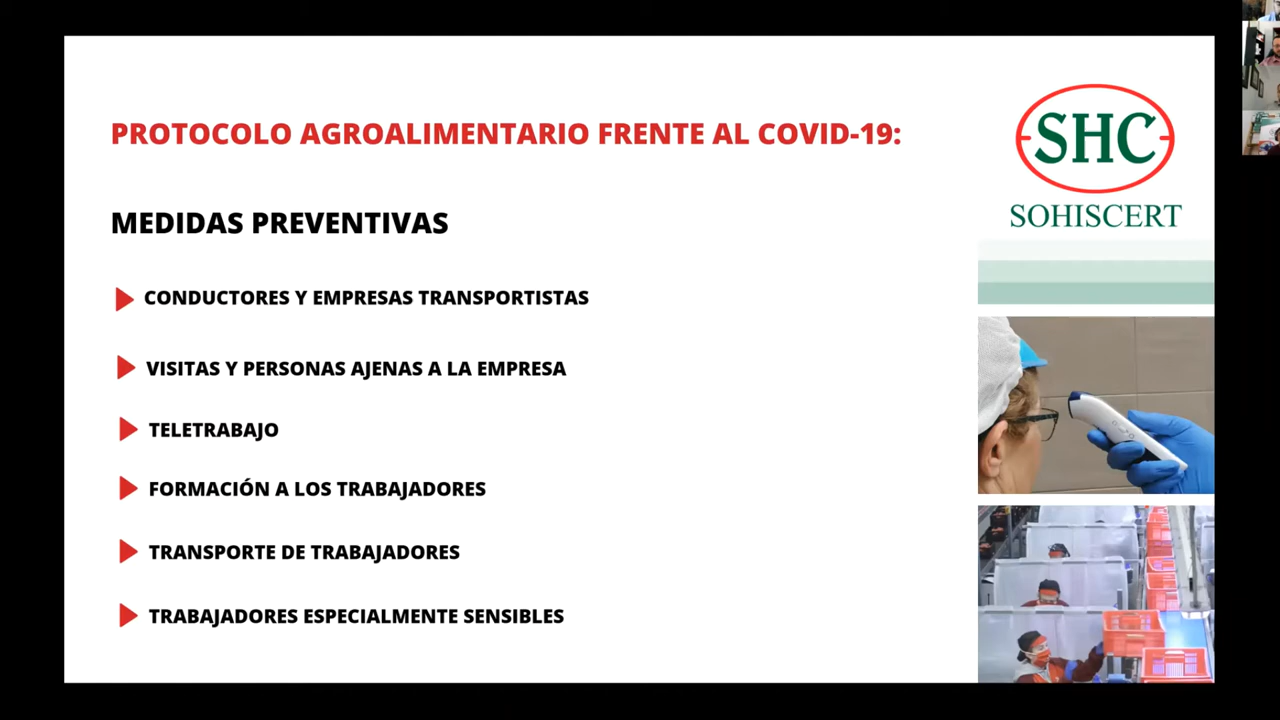 PROTOCOLO AGROALIMENTARIO FRENTE AL COVID-19:
SHC
SOHISCERT
MEDIDAS PREVENTIVAS
CONDUCTORES Y EMPRESAS TRANSPORTISTAS
VISITAS Y PERSONAS AJENAS A LA EMPRESA
TELETRABAJO
FORMACIÓN A LOS TRABAJADORES
TRANSPORTE DE TRABAJADORES
TRABAJADORES ESPECIALMENTE SENSIBLES